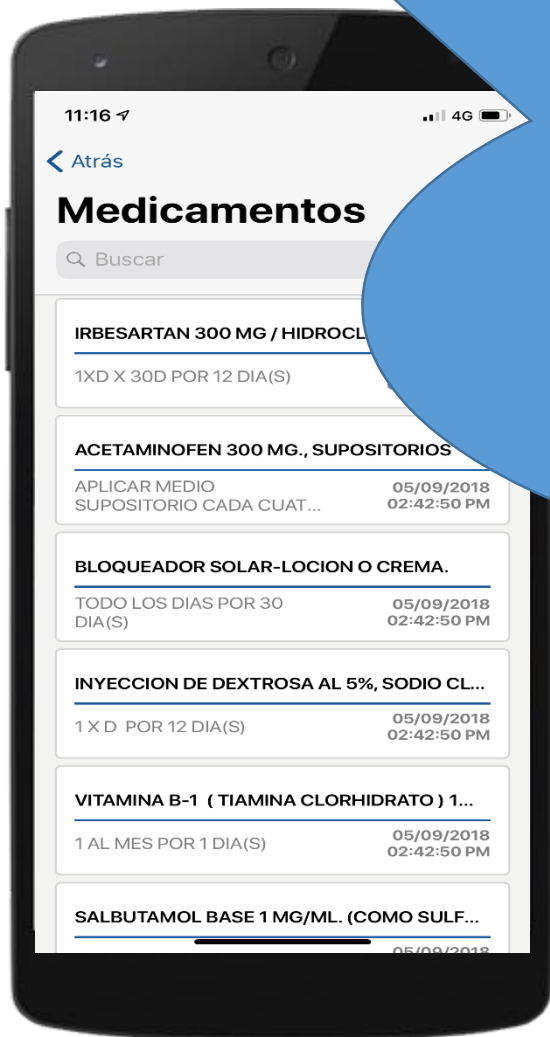 11:16
4G
Atrás
Medicamentos
Buscar
IRBESARTAN 300 MG / HIDROCL
1XD X 30D POR 12 DIA(S)
ACETAMINOFEN 300 MG., SUPOSITORIOS
APLICAR MEDIO
SUPOSITORIO CADA CUAT...
05/09/2018
02:42:50 PM
BLOQUEADOR SOLAR-LOCION O CREMA.
TODO LOS DIAS POR 30
DIA(S)
05/09/2018
02:42:50 PM
INYECCION DE DEXTROSA AL 5%, SODIO CL...
1 X D POR 12 DIA(S)
05/09/2018
02:42:50 PM
VITAMINA B-1 ( TIAMINA CLORHIDRATO ) 1...
1 AL MES POR 1 DIA(S)
05/09/2018
02:42:50 PM
SALBUTAMOL BASE 1 MG/ML. (COMO SULF...
05/09/2018